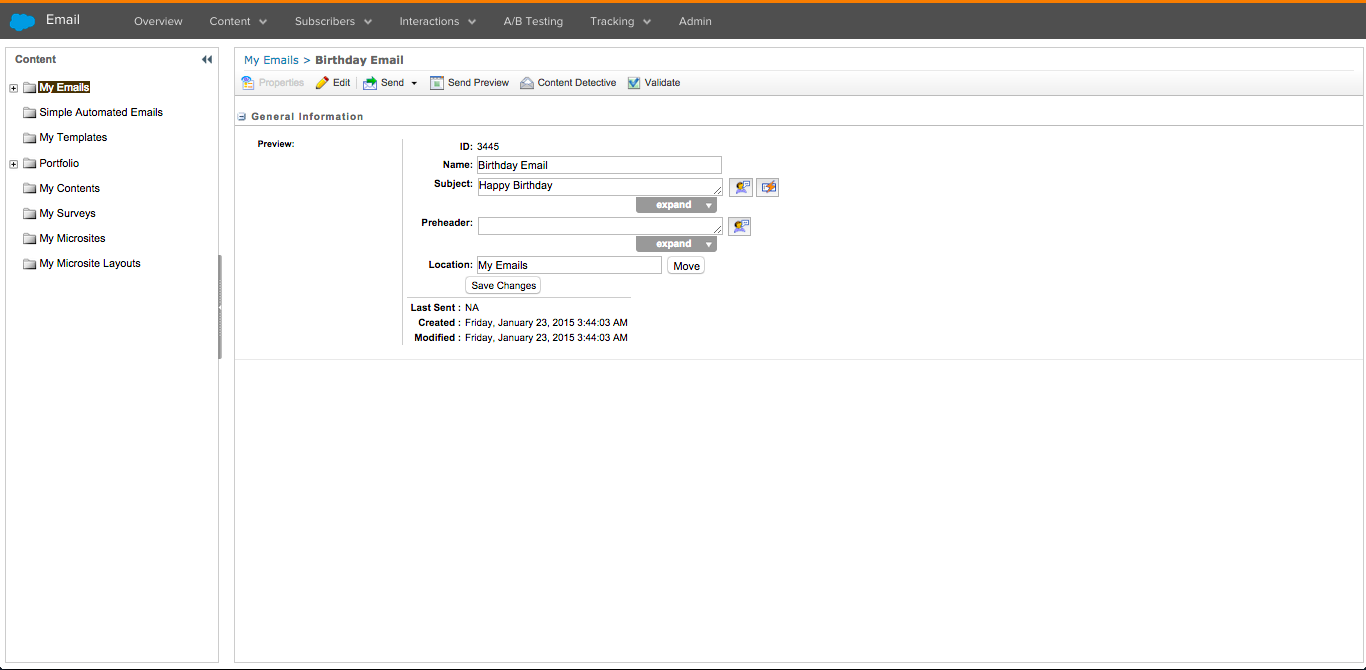 Email Overview Content Subscribers Interactions A/B Testing Tracking Admin
Content
My Emails
Simple Automated Emails
My Templates
Portfolio
My Contents
My Surveys
My Microsites
My Microsite Layouts
My Emails > Birthday Email
Properties Edit Send Send Preview Content Detective Validate
General Information
Preview:
ID: 3445
Name: Birthday Email
Subject: Happy Birthday
expand
Preheader:
expand
Location: My Emails Move
Save Changes
Last Sent : NA
Created : Friday, January 23, 2015 3:44:03 AM
Modified : Friday, January 23, 2015 3:44:03 AM